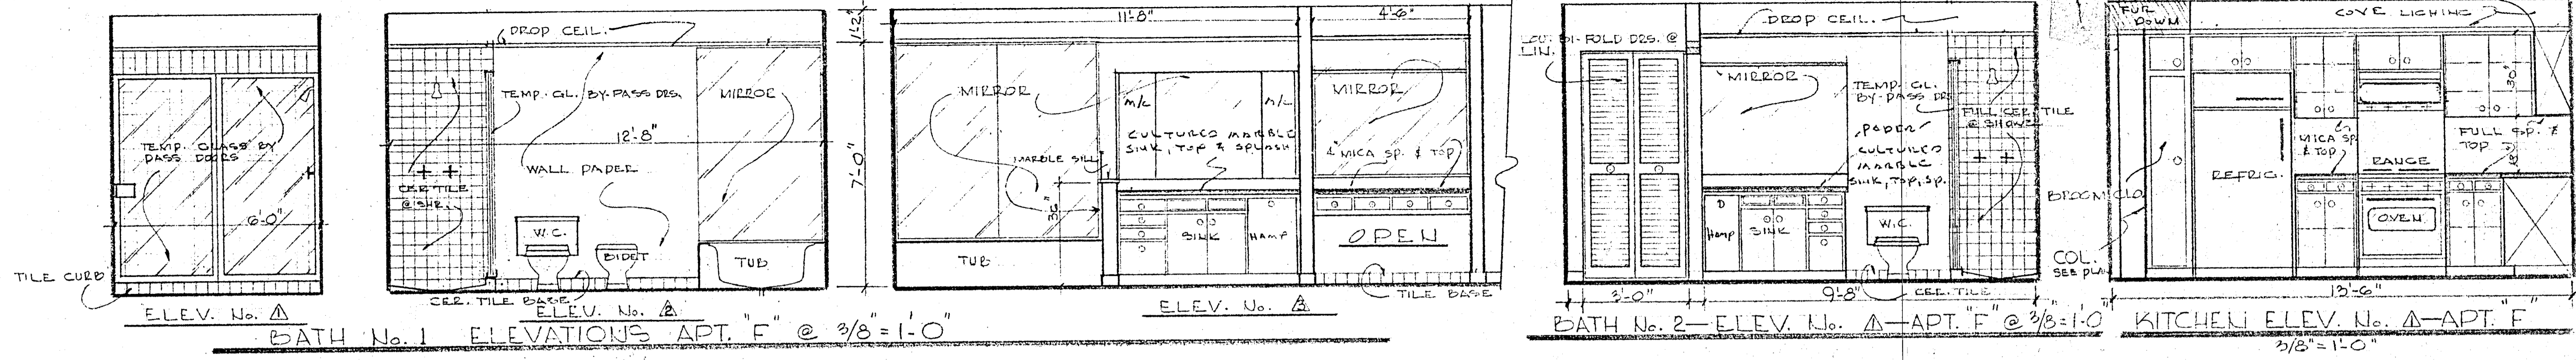 TEMP. GLASS BY
PASS DOORS
6'-0"
TILE CURB
ELEV. No. 1
DROP CEIL.
TEMP. GL. BY-PASS DRS.
MIRROR
12'-8"
WALL PAPER
CER. TILE
@ SHR.
W.C.
BIDET
TUB
CER. TILE BASE
ELEV. No. 2
7'-0"
11'-8"
4'-6"
MIRROR
MIRROR
M/C
M/C
CULTURED MARBLE
SINK, TOP & SPLASH
MARBLE SILL
4" MICA SP. & TOP
SINK
HAMP
OPEN
TUB
TILE BASE
ELEV. No. 3
BATH No. 1 ELEVATIONS APT. "F" @ 3/8"=1'-0"
DROP CEIL.
BI-FOLD DRS. @
LIN.
MIRROR
TEMP. GL.
BY-PASS DRS
FULL CER. TILE
@ SHOWER
PAPER
CULTURED
MARBLE
SINK, TOP, SP.
HAMP
SINK
W.C.
3'-0"
9'-8"
CER. TILE
BATH No. 2—ELEV. No. 1—APT. "F" @ 3/8=1'-0"
FUR
DOWN
COVE LIGHING
30"
MICA SP.
& TOP
FULL SP. &
TOP
RANGE
REFRIG.
OVEN
BROOM CLO.
COL.
SEE PLAN
13'-6"
KITCHEN ELEV. No. 1—APT. "F"
3/8"=1'-0"